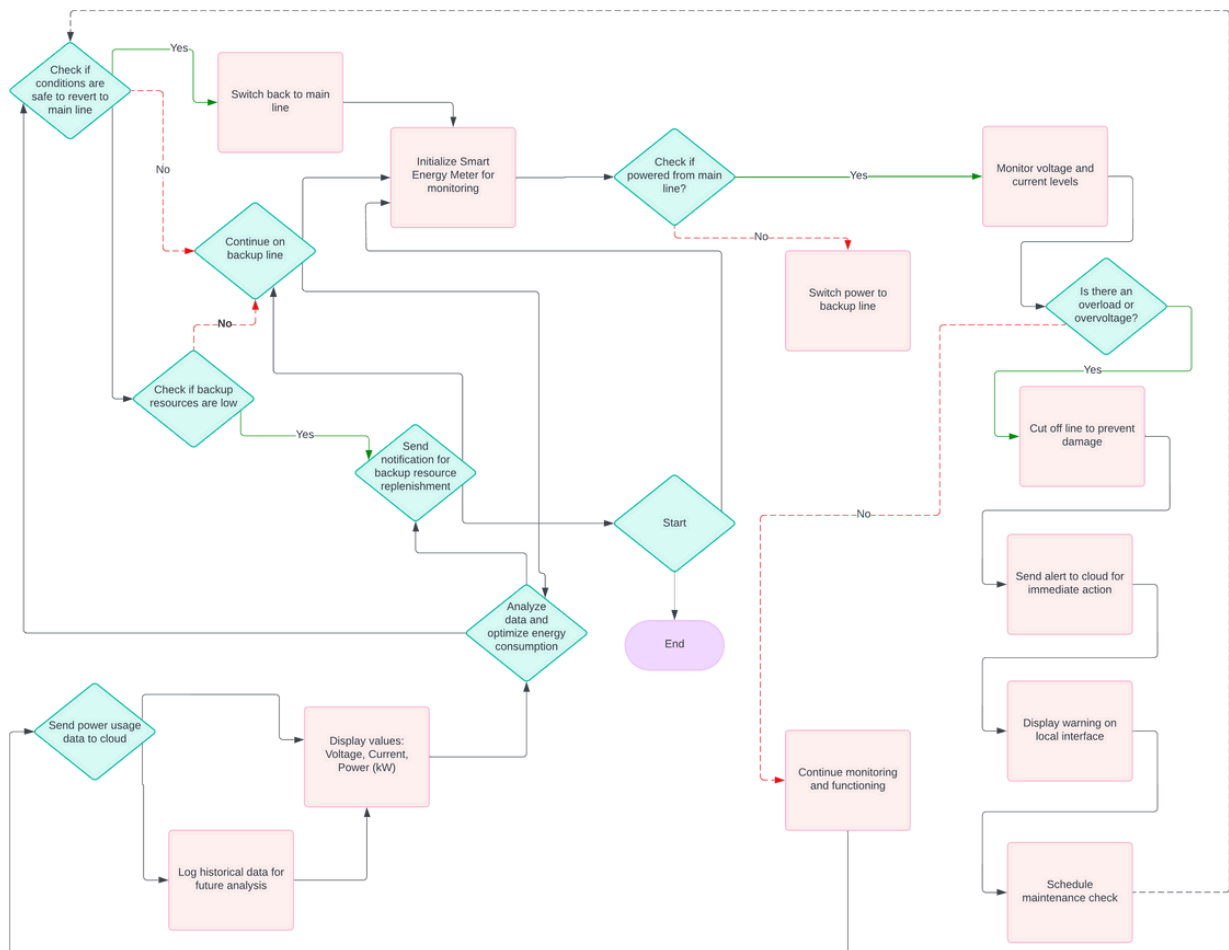 Check if
conditions are
safe to revert to
main line
Yes
Switch back to main
line
No
Initialize Smart
Energy Meter for
monitoring
Check if
powered from main
line?
Yes
Monitor voltage and
current levels
No
Continue on
backup line
Switch power to
backup line
Is there an
overload or
overvoltage?
No
Yes
Check if backup
resources are low
Yes
Send
notification for
backup resource
replenishment
Cut off line to prevent
damage
Start
No
Send alert to cloud for
immediate action
Analyze
data and
optimize energy
consumption
End
Send power usage
data to cloud
Display values:
Voltage, Current,
Power (kW)
Display warning on
local interface
Continue monitoring
and functioning
Log historical data for
future analysis
Schedule
maintenance check